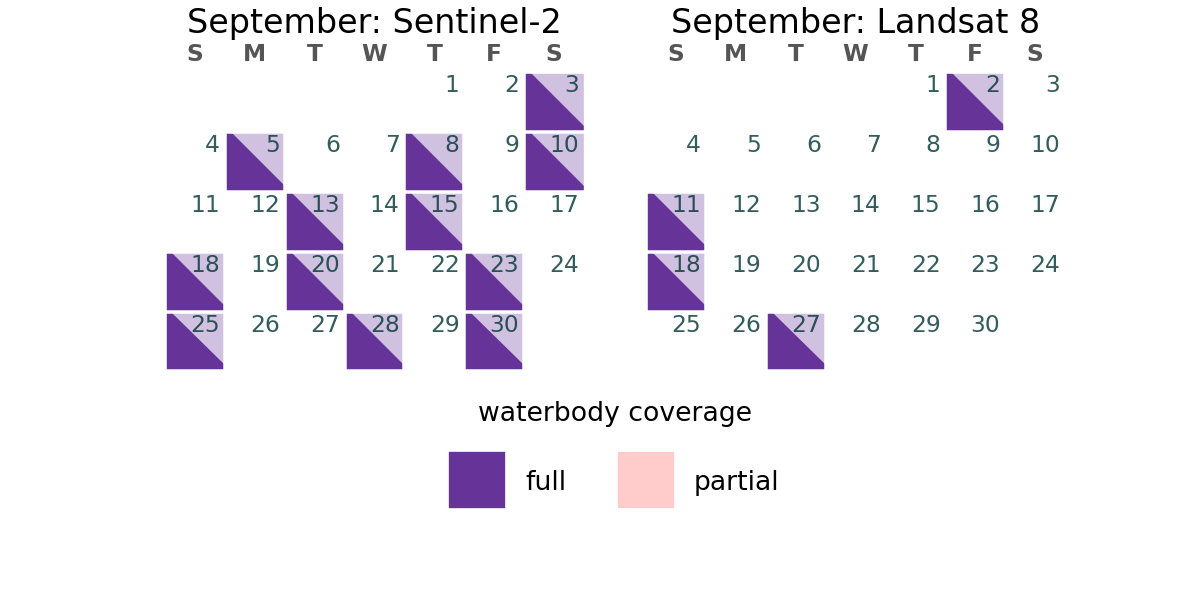 September: Sentinel-2
S M T W T F S
1 2 3
4 5 6 7 8 9 10
11 12 13 14 15 16 17
18 19 20 21 22 23 24
25 26 27 28 29 30
September: Landsat 8
S M T W T F S
1 2 3
4 5 6 7 8 9 10
11 12 13 14 15 16 17
18 19 20 21 22 23 24
25 26 27 28 29 30
waterbody coverage
full
partial